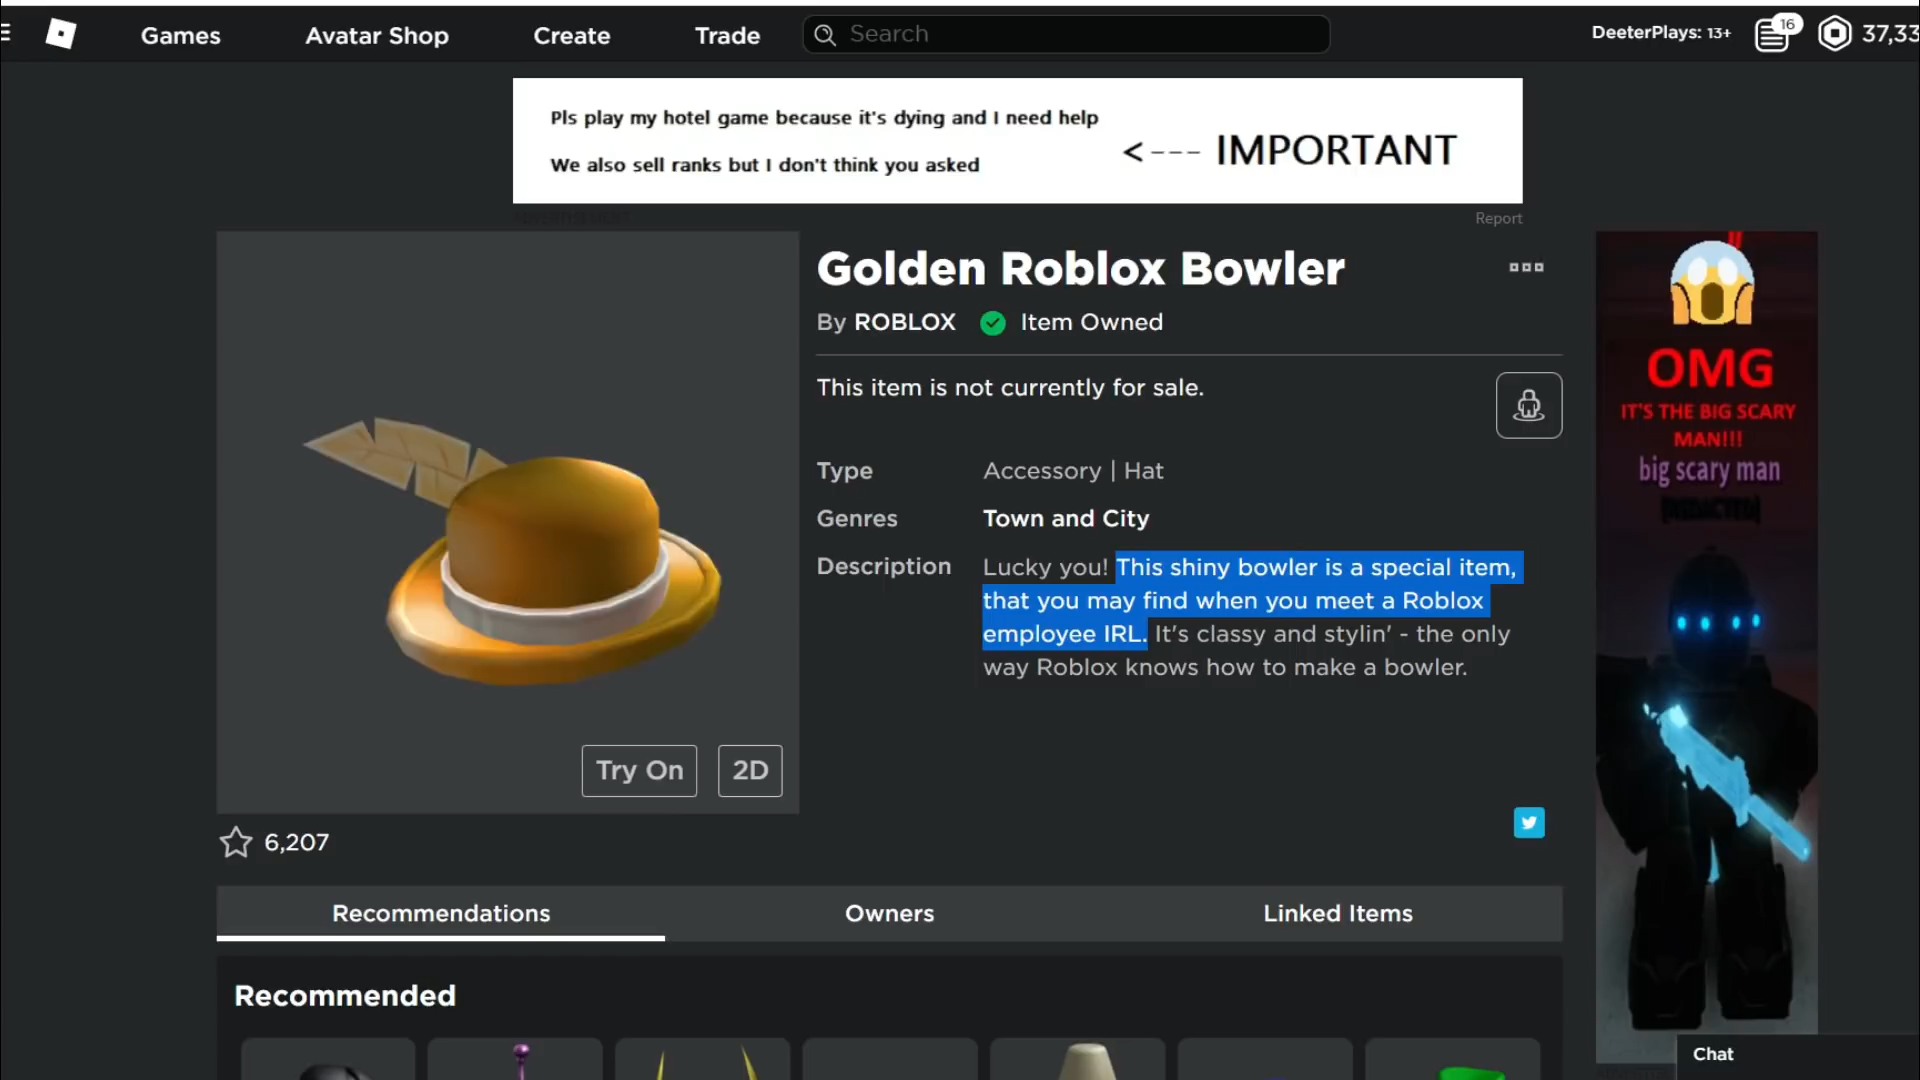 Games
Avatar Shop
Create
Trade
Search
DeeterPlays: 13+
16
37,33
Pls play my hotel game because it's dying and I need help
We also sell ranks but I don't think you asked
<--- IMPORTANT
ADVERTISEMENT
Report
Golden Roblox Bowler
By ROBLOX
Item Owned
This item is not currently for sale.
Type
Accessory | Hat
Genres
Town and City
Description
Lucky you! This shiny bowler is a special item,
that you may find when you meet a Roblox
employee IRL. It's classy and stylin' - the only
way Roblox knows how to make a bowler.
Try On
2D
6,207
OMG
IT'S THE BIG SCARY
MAN!!!
big scary man
[REDACTED]
Recommendations
Owners
Linked Items
Recommended
Chat